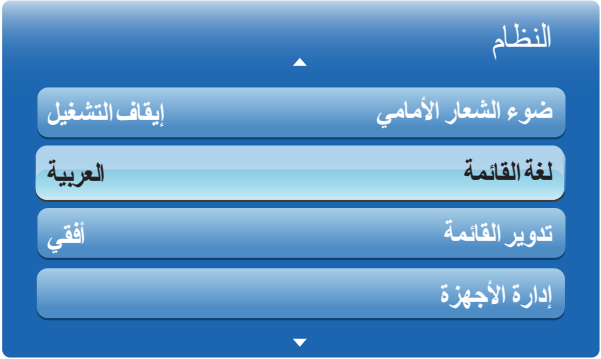 النظام
ضوء الشعار الأمامي إيقاف التشغيل
لغة القائمة العربية
تدوير القائمة أفقي
إدارة الأجهزة